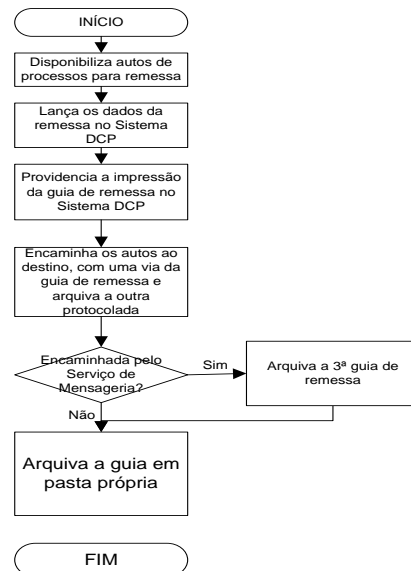 INÍCIO
Disponibiliza autos de
processos para remessa
Lança os dados da
remessa no Sistema
DCP
Providencia a impressão
da guia de remessa no
Sistema DCP
Encaminha os autos ao
destino, com uma via da
guia de remessa e
arquiva a outra
protocolada
Encaminhada pelo
Serviço de
Mensageria?
Sim
Arquiva a 3ª guia de
remessa
Não
Arquiva a guia em
pasta própria
FIM